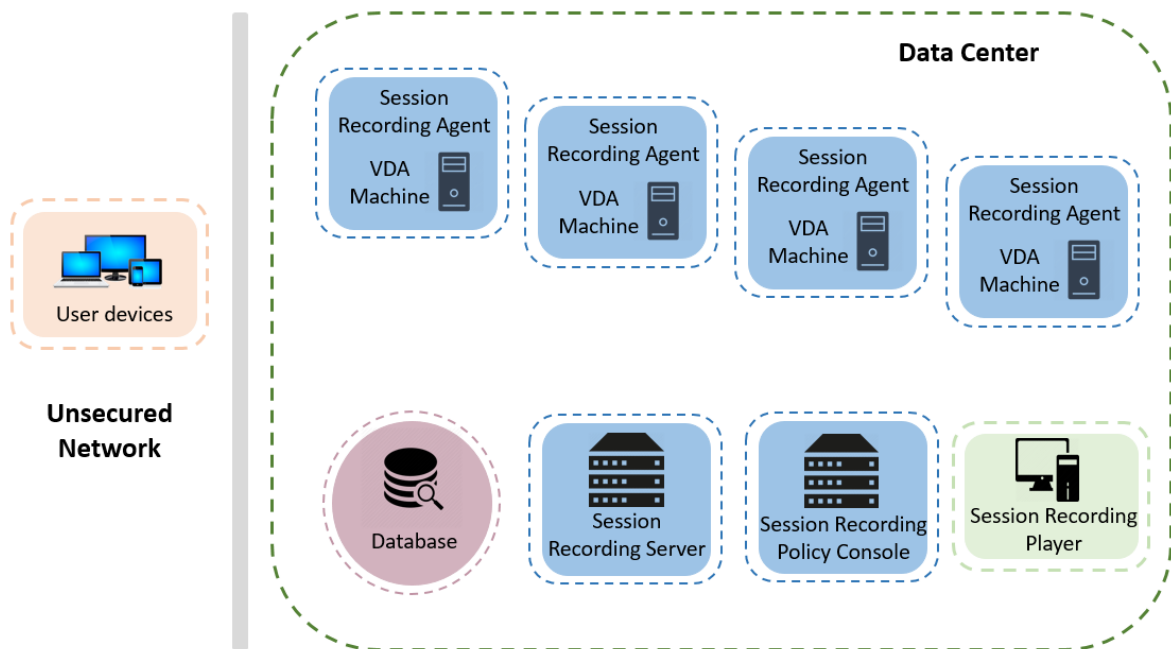 Data Center
Session
Recording Agent
VDA
Machine
Session
Recording Agent
VDA
Machine
Session
Recording Agent
VDA
Machine
Session
Recording Agent
VDA
Machine
User devices
Unsecured
Network
Database
Session
Recording Server
Session Recording
Policy Console
Session Recording
Player